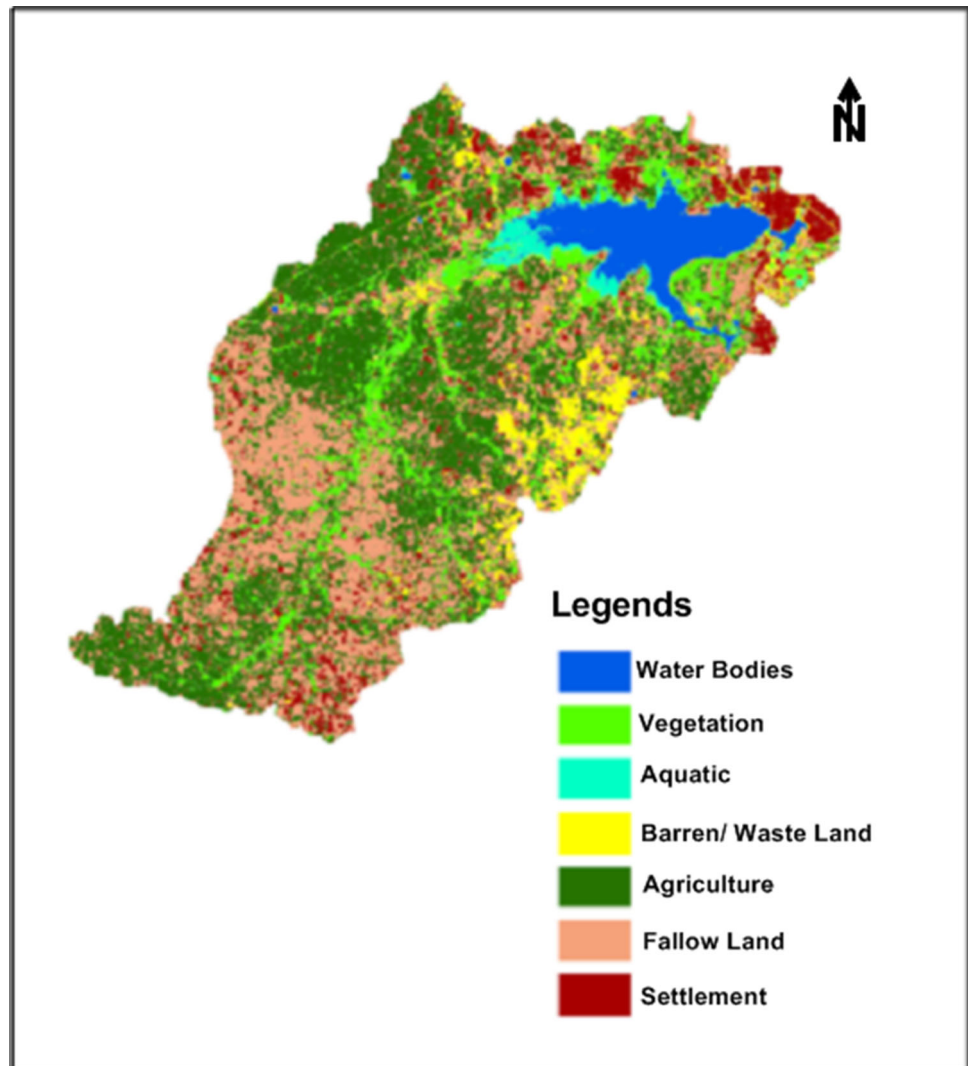 N
Legends
Water Bodies
Vegetation
Aquatic
Barren/ Waste Land
Agriculture
Fallow Land
Settlement